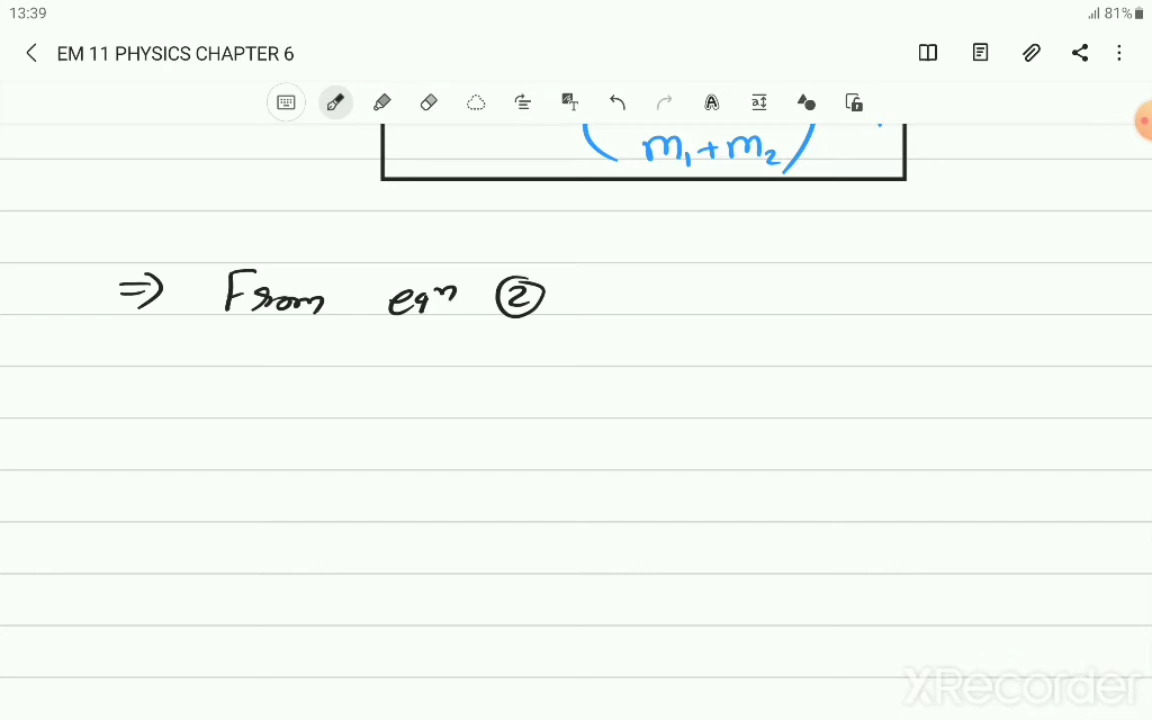 13:39
81%
EM 11 PHYSICS CHAPTER 6
( m₁ + m₂ )
⇒ From eqⁿ ②
XRecorder